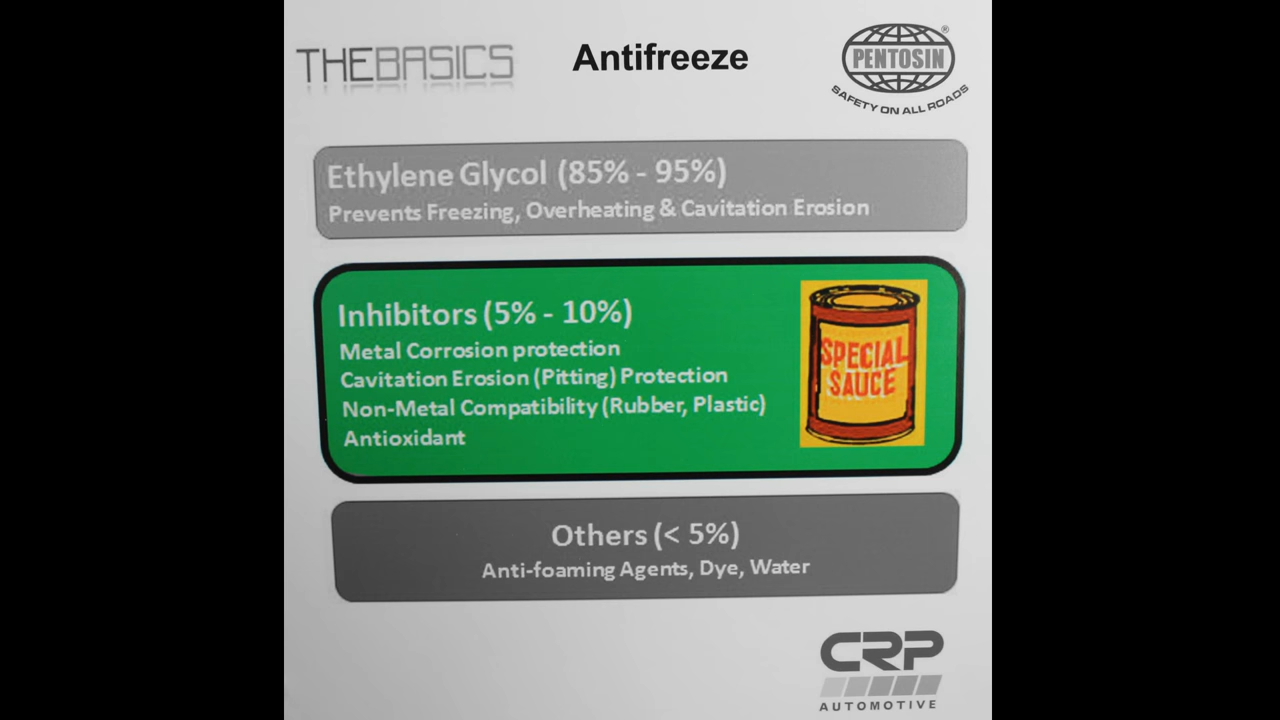 THEBASICS
Antifreeze
PENTOSIN®
SAFETY ON ALL ROADS
Ethylene Glycol (85% - 95%)
Prevents Freezing, Overheating & Cavitation Erosion
Inhibitors (5% - 10%)
Metal Corrosion protection
Cavitation Erosion (Pitting) Protection
Non-Metal Compatibility (Rubber, Plastic)
Antioxidant
SPECIAL
SAUCE
Others (< 5%)
Anti-foaming Agents, Dye, Water
CRP
AUTOMOTIVE